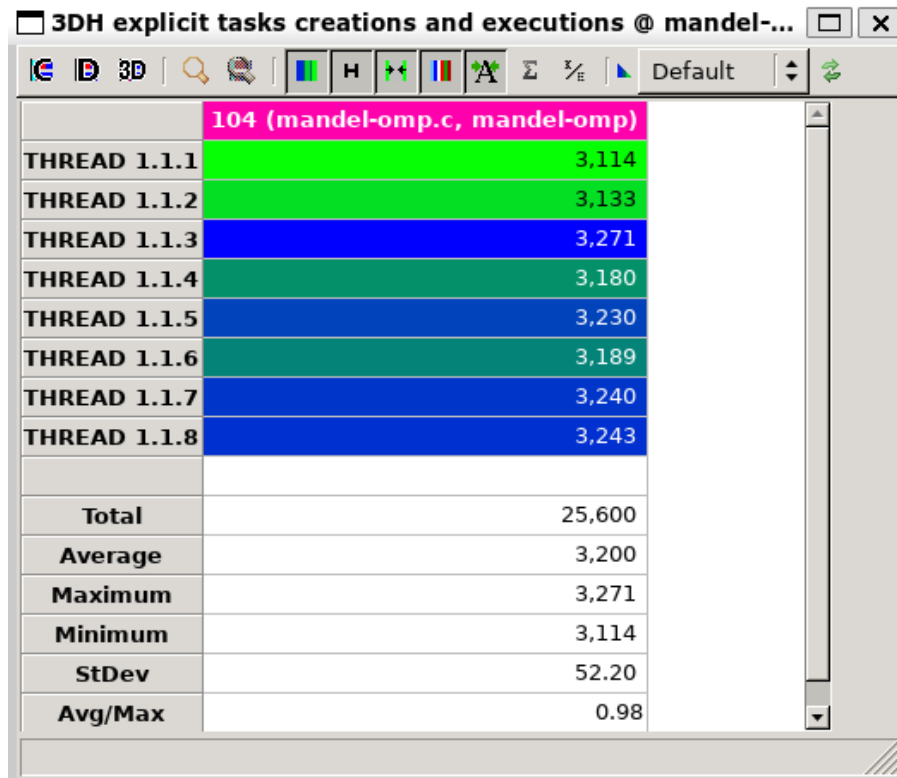 3DH explicit tasks creations and executions @ mandel-...
IC ID 3D H Σ Default
104 (mandel-omp.c, mandel-omp)
THREAD 1.1.1 3,114
THREAD 1.1.2 3,133
THREAD 1.1.3 3,271
THREAD 1.1.4 3,180
THREAD 1.1.5 3,230
THREAD 1.1.6 3,189
THREAD 1.1.7 3,240
THREAD 1.1.8 3,243
Total 25,600
Average 3,200
Maximum 3,271
Minimum 3,114
StDev 52.20
Avg/Max 0.98